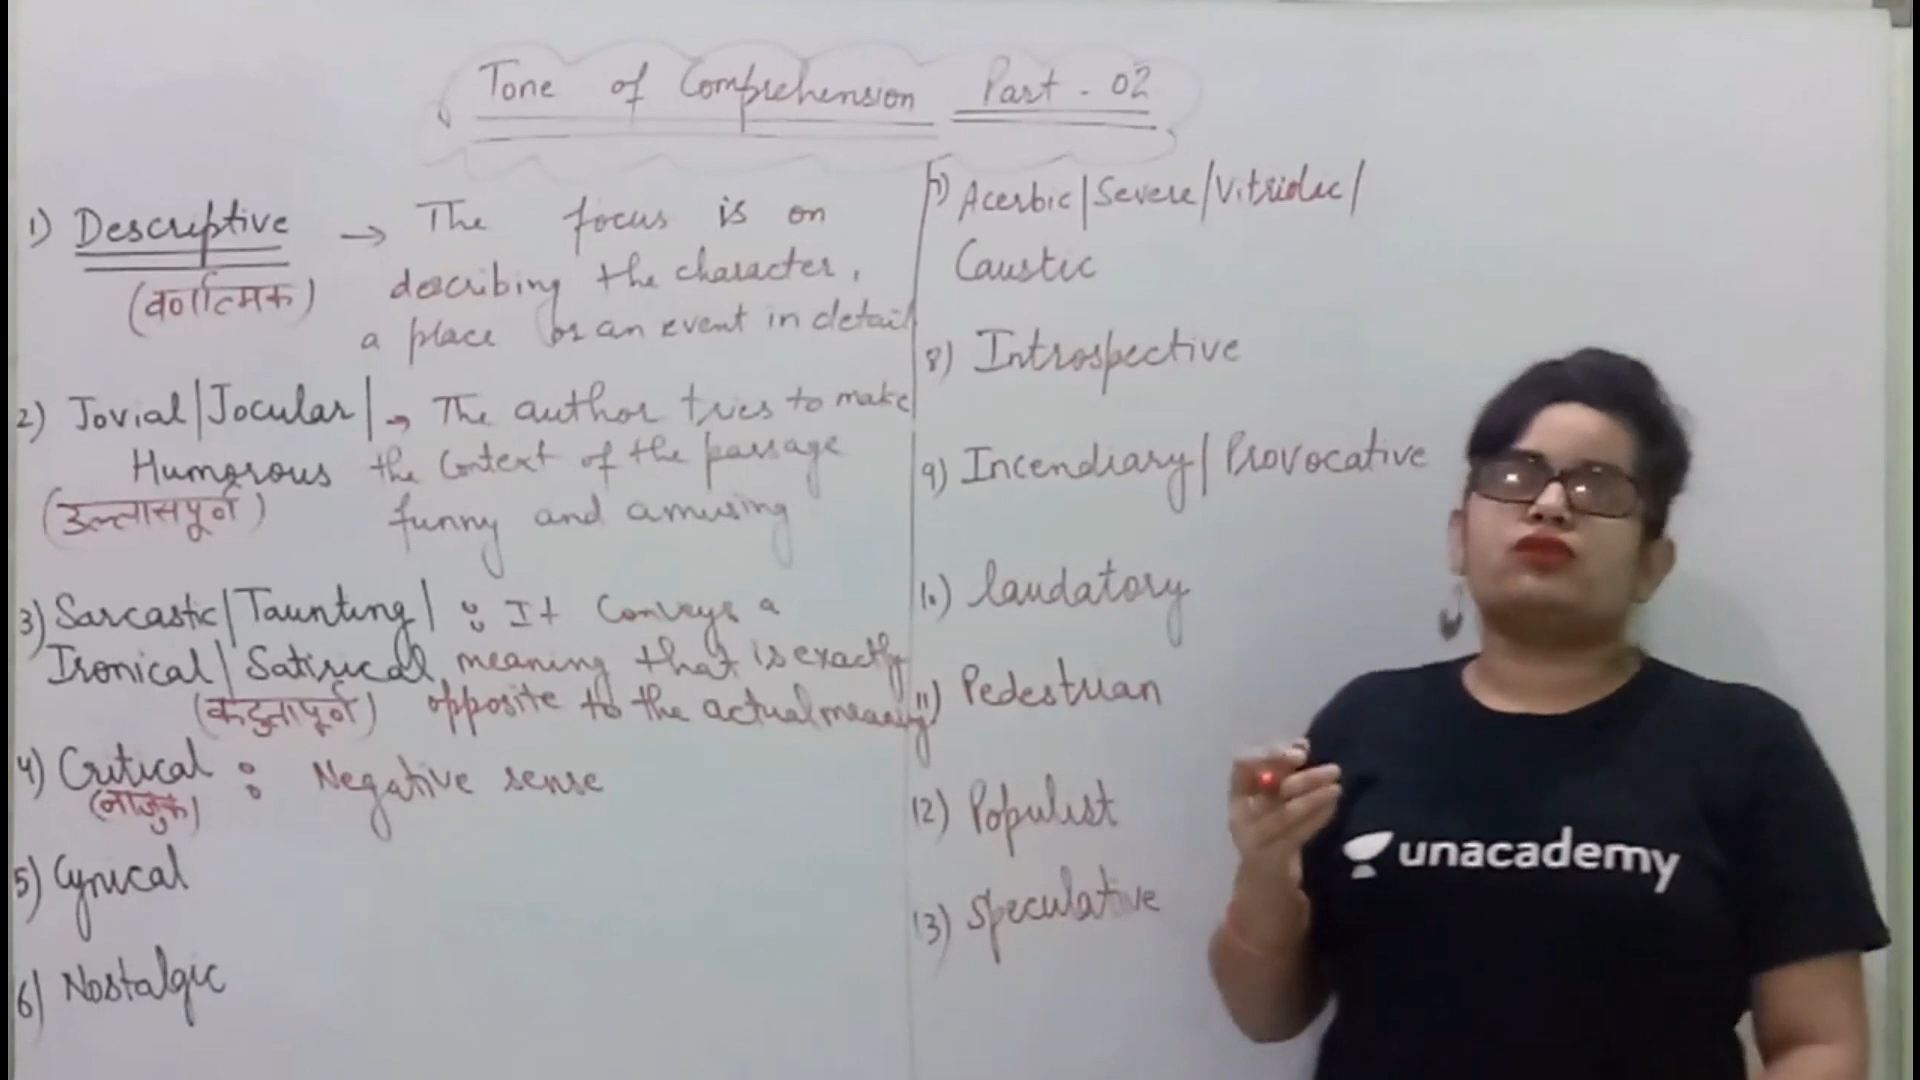 Tone of Comprehension Part - 02
1) Descriptive → The focus is on
(वर्णात्मक) describing the character,
a place or an event in detail
2) Jovial/Jocular/ → The author tries to make
Humorous the context of the passage
(उल्लासपूर्ण) funny and amusing
3) Sarcastic/Taunting/ : It conveys a
Ironical/Satirical meaning that is exactly
(कटुतापूर्ण) opposite to the actual meaning
4) Critical : Negative sense
(नाजुक)
5) Cynical
6) Nostalgic
7) Acerbic/Severe/Vitriolic/
Caustic
8) Introspective
9) Incendiary/Provocative
10) Laudatory
11) Pedestrian
12) Populist
13) Speculative
unacademy